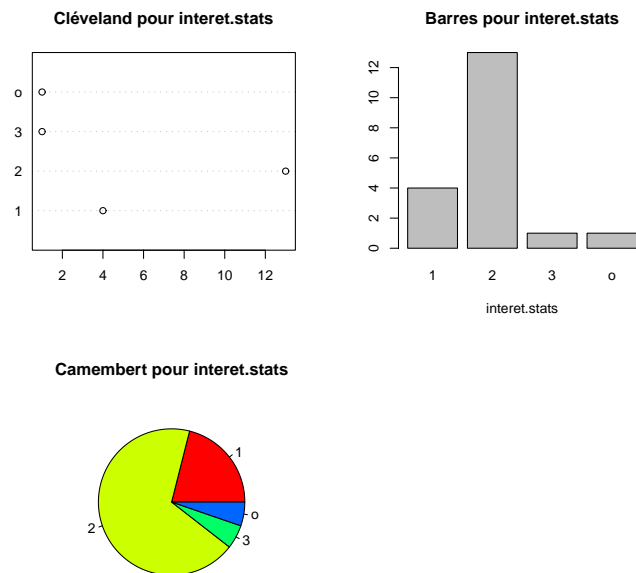 Cléveland pour interet.stats
o
3
2
1
2 4 6 8 10 12
Barres pour interet.stats
12
10
8
6
4
2
0
1 2 3 o
interet.stats
Camembert pour interet.stats
1
2
o
3